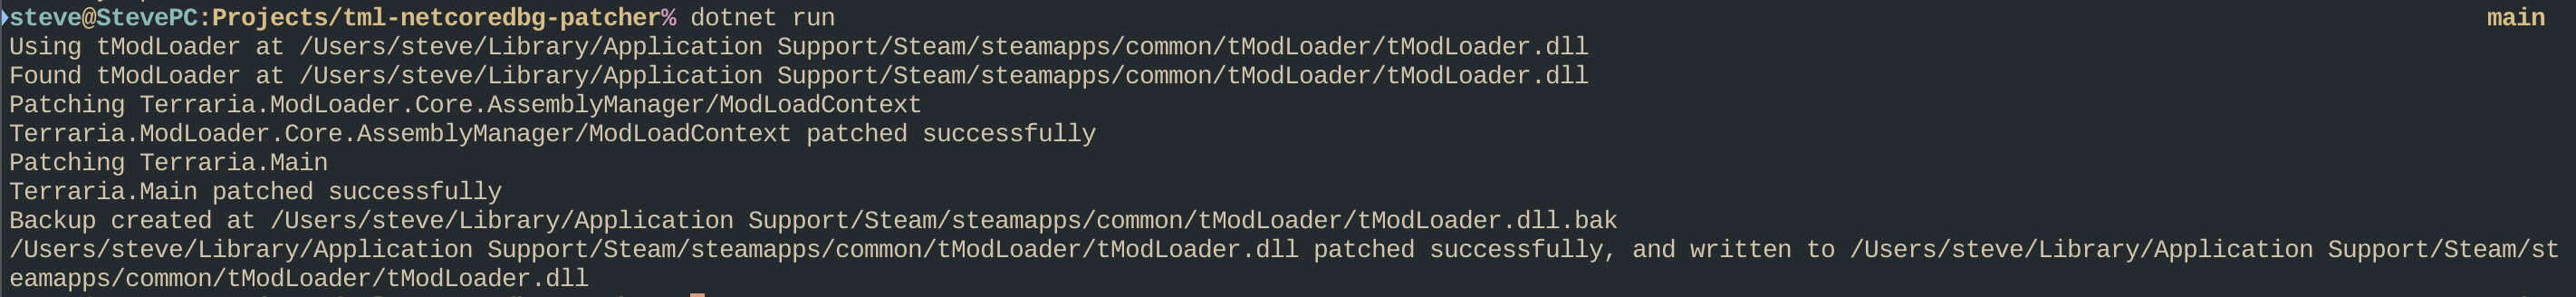 steve@StevePC:Projects/tml-netcoredbg-patcher% dotnet run main
Using tModLoader at /Users/steve/Library/Application Support/Steam/steamapps/common/tModLoader/tModLoader.dll
Found tModLoader at /Users/steve/Library/Application Support/Steam/steamapps/common/tModLoader/tModLoader.dll
Patching Terraria.ModLoader.Core.AssemblyManager/ModLoadContext
Terraria.ModLoader.Core.AssemblyManager/ModLoadContext patched successfully
Patching Terraria.Main
Terraria.Main patched successfully
Backup created at /Users/steve/Library/Application Support/Steam/steamapps/common/tModLoader/tModLoader.dll.bak
/Users/steve/Library/Application Support/Steam/steamapps/common/tModLoader/tModLoader.dll patched successfully, and written to /Users/steve/Library/Application Support/Steam/st
eamapps/common/tModLoader/tModLoader.dll